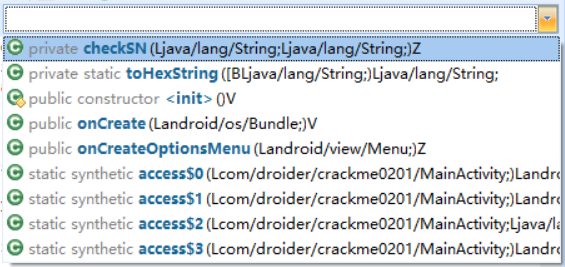 private checkSN(Ljava/lang/String;Ljava/lang/String;)Z
private static toHexString([BLjava/lang/String;)Ljava/lang/String;
public constructor <init>()V
public onCreate(Landroid/os/Bundle;)V
public onCreateOptionsMenu(Landroid/view/Menu;)Z
static synthetic access$0(Lcom/droider/crackme0201/MainActivity;)Landro
static synthetic access$1(Lcom/droider/crackme0201/MainActivity;)Landro
static synthetic access$2(Lcom/droider/crackme0201/MainActivity;Ljava/la
static synthetic access$3(Lcom/droider/crackme0201/MainActivity;)Landro